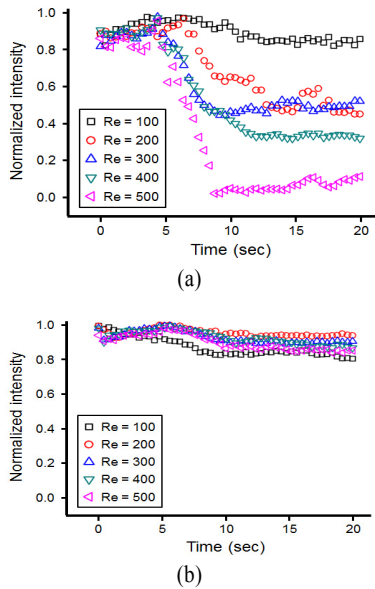 Normalized intensity
1.0
0.8
0.6
0.4
0.2
0.0
Re = 100
Re = 200
Re = 300
Re = 400
Re = 500
0 5 10 15 20
Time (sec)
(a)
Normalized intensity
1.0
0.8
0.6
0.4
0.2
0.0
Re = 100
Re = 200
Re = 300
Re = 400
Re = 500
0 5 10 15 20
Time (sec)
(b)